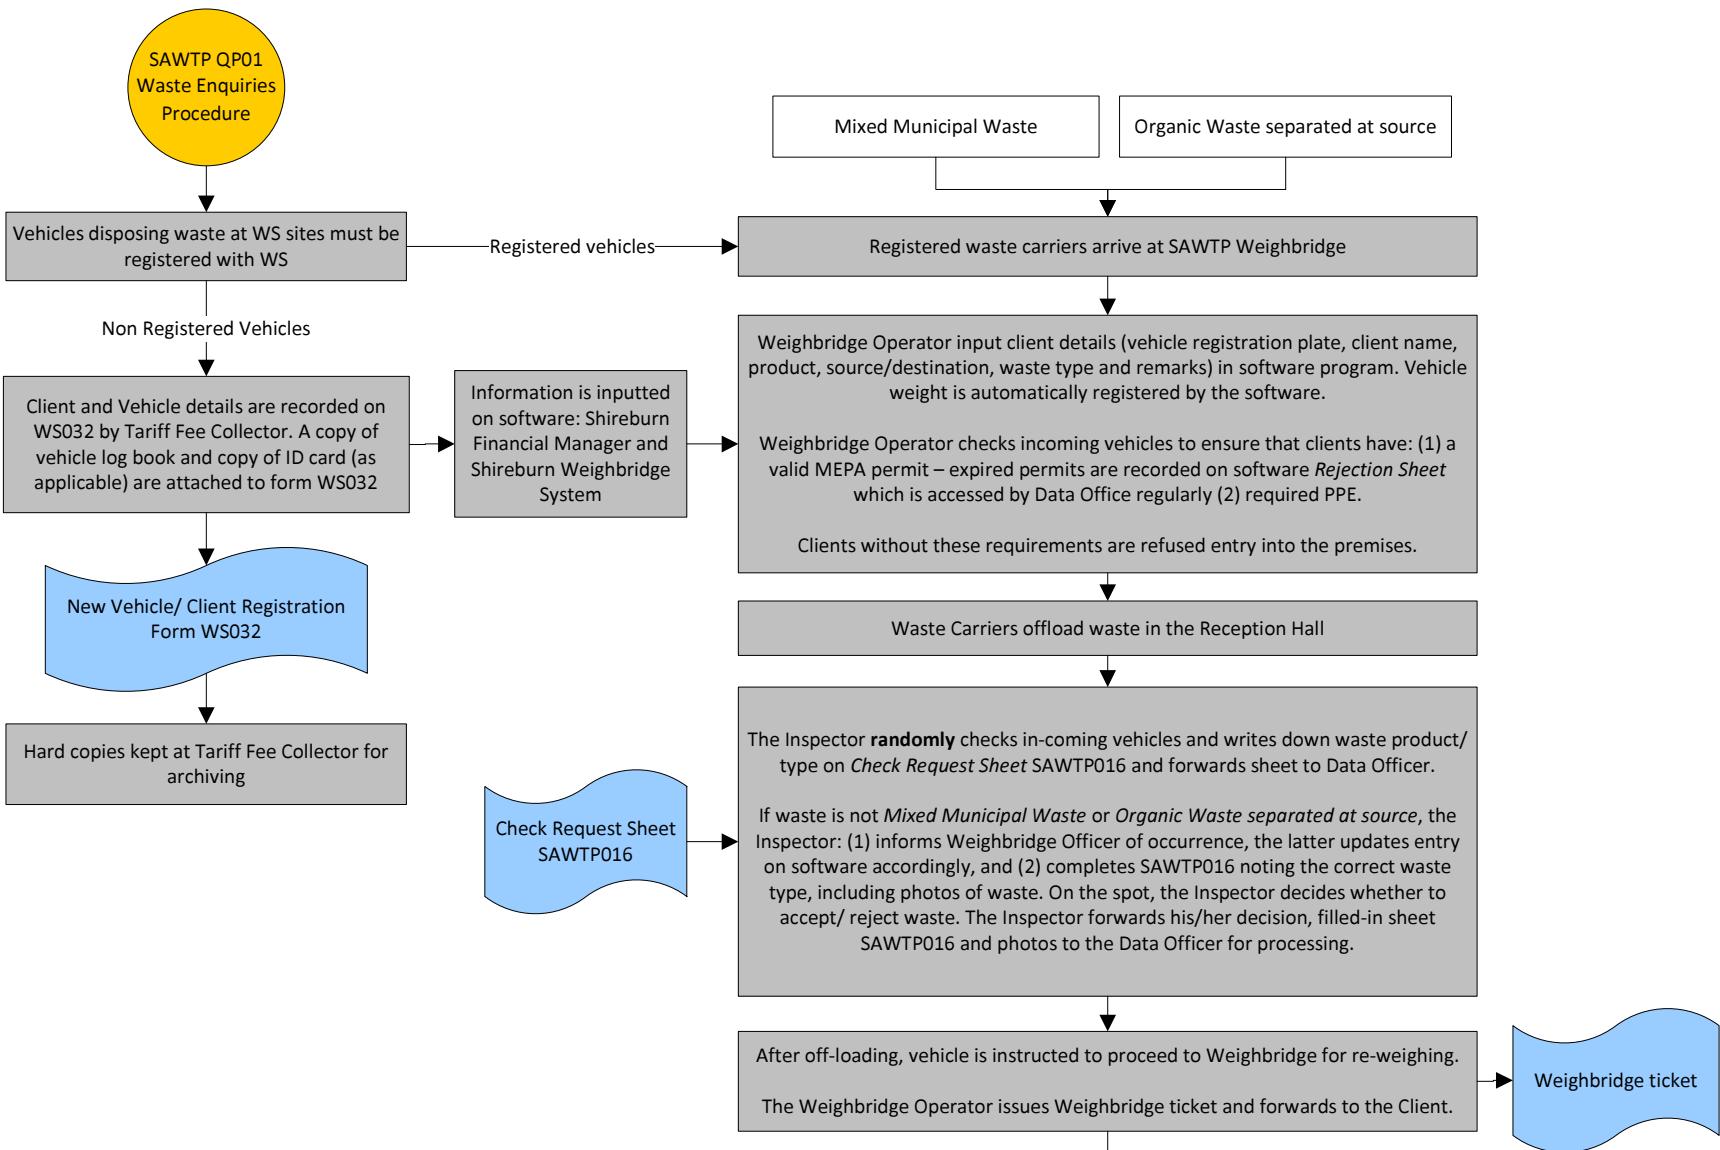 SAWTP QP01
Waste Enquiries
Procedure
Mixed Municipal Waste
Organic Waste separated at source
Vehicles disposing waste at WS sites must be
registered with WS
Registered vehicles
Registered waste carriers arrive at SAWTP Weighbridge
Non Registered Vehicles
Client and Vehicle details are recorded on
WS032 by Tariff Fee Collector. A copy of
vehicle log book and copy of ID card (as
applicable) are attached to form WS032
Information is inputted
on software: Shireburn
Financial Manager and
Shireburn Weighbridge
System
Weighbridge Operator input client details (vehicle registration plate, client name,
product, source/destination, waste type and remarks) in software program. Vehicle
weight is automatically registered by the software.
Weighbridge Operator checks incoming vehicles to ensure that clients have: (1) a
valid MEPA permit – expired permits are recorded on software Rejection Sheet
which is accessed by Data Office regularly (2) required PPE.
Clients without these requirements are refused entry into the premises.
New Vehicle/ Client Registration
Form WS032
Waste Carriers offload waste in the Reception Hall
Hard copies kept at Tariff Fee Collector for
archiving
The Inspector randomly checks in-coming vehicles and writes down waste product/
type on Check Request Sheet SAWTP016 and forwards sheet to Data Officer.
If waste is not Mixed Municipal Waste or Organic Waste separated at source, the
Inspector: (1) informs Weighbridge Officer of occurrence, the latter updates entry
on software accordingly, and (2) completes SAWTP016 noting the correct waste
type, including photos of waste. On the spot, the Inspector decides whether to
accept/ reject waste. The Inspector forwards his/her decision, filled-in sheet
SAWTP016 and photos to the Data Officer for processing.
Check Request Sheet
SAWTP016
After off-loading, vehicle is instructed to proceed to Weighbridge for re-weighing.
The Weighbridge Operator issues Weighbridge ticket and forwards to the Client.
Weighbridge ticket